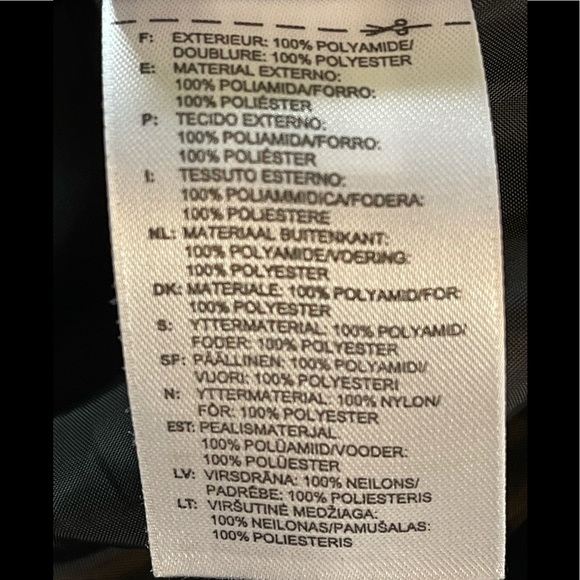 F: EXTERIEUR: 100% POLYAMIDE/
DOUBLURE: 100% POLYESTER
E: MATERIAL EXTERNO:
100% POLIAMIDA/FORRO:
100% POLIÉSTER
P: TECIDO EXTERNO:
100% POLIAMIDA/FORRO:
100% POLIÉSTER
I: TESSUTO ESTERNO:
100% POLIAMMIDICA/FODERA:
100% POLIESTERE
NL: MATERIAAL BUITENKANT:
100% POLYAMIDE/VOERING:
100% POLYESTER
DK: MATERIALE: 100% POLYAMID/FOR:
100% POLYESTER
S: YTTERMATERIAL: 100% POLYAMID/
FODER: 100% POLYESTER
SF: PÄÄLLINEN: 100% POLYAMIDI/
VUORI: 100% POLYESTERI
N: YTTERMATERIAL: 100% NYLON/
FÔR: 100% POLYESTER
EST: PEALISMATERJAL
100% POLÜAMIID/VOODER:
100% POLÜESTER
LV: VIRSDRĀNA: 100% NEILONS/
PADRĒBE: 100% POLIESTERIS
LT: VIRŠUTINĖ MEDŽIAGA:
100% NEILONAS/PAMUŠALAS:
100% POLIESTERIS